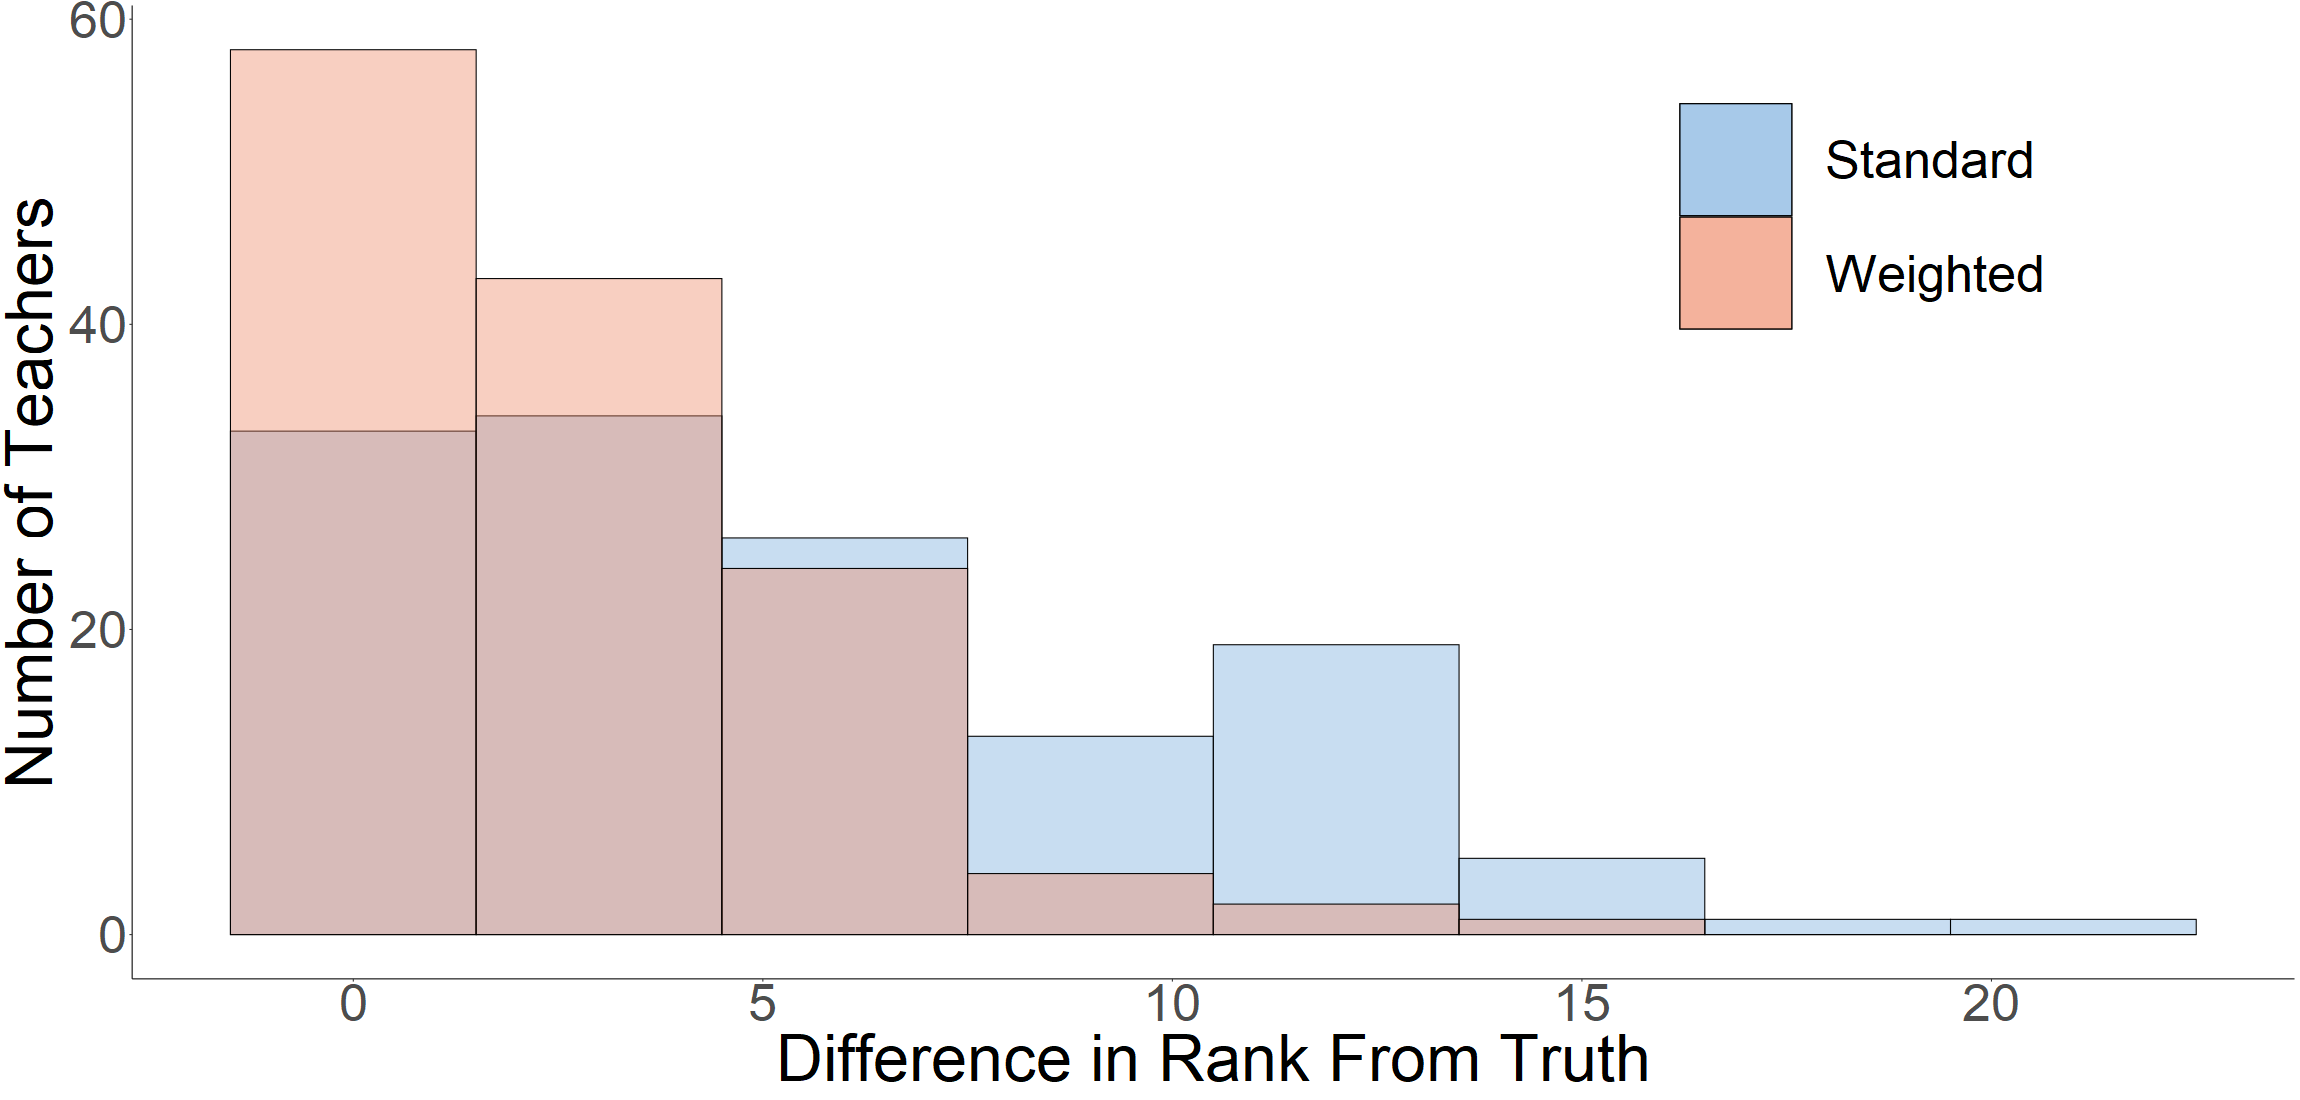 60
40
20
0
Number of Teachers
Standard
Weighted
0 5 10 15 20
Difference in Rank From Truth